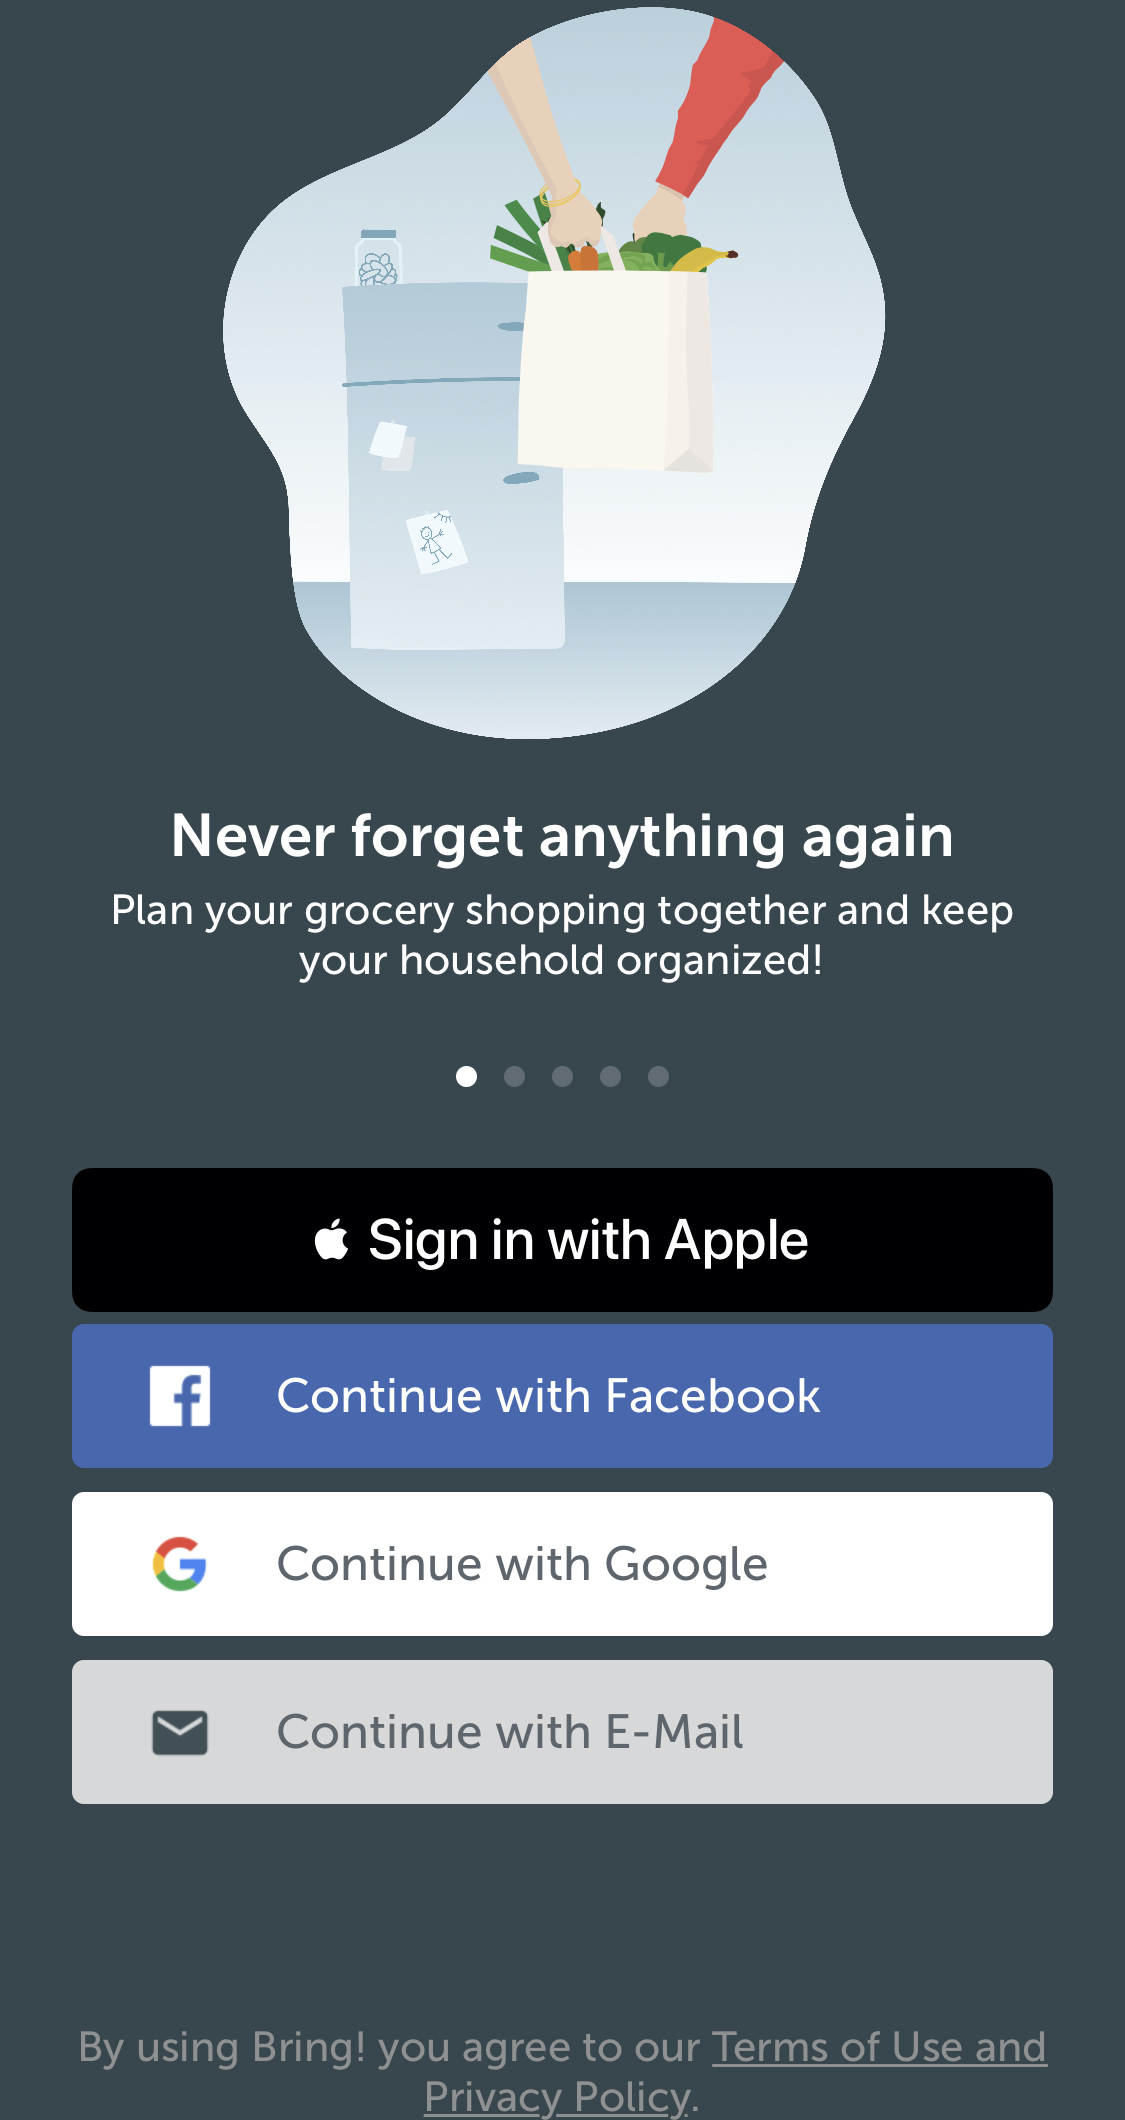 Never forget anything again
Plan your grocery shopping together and keep
your household organized!
Sign in with Apple
Continue with Facebook
Continue with Google
Continue with E-Mail
By using Bring! you agree to our Terms of Use and
Privacy Policy.